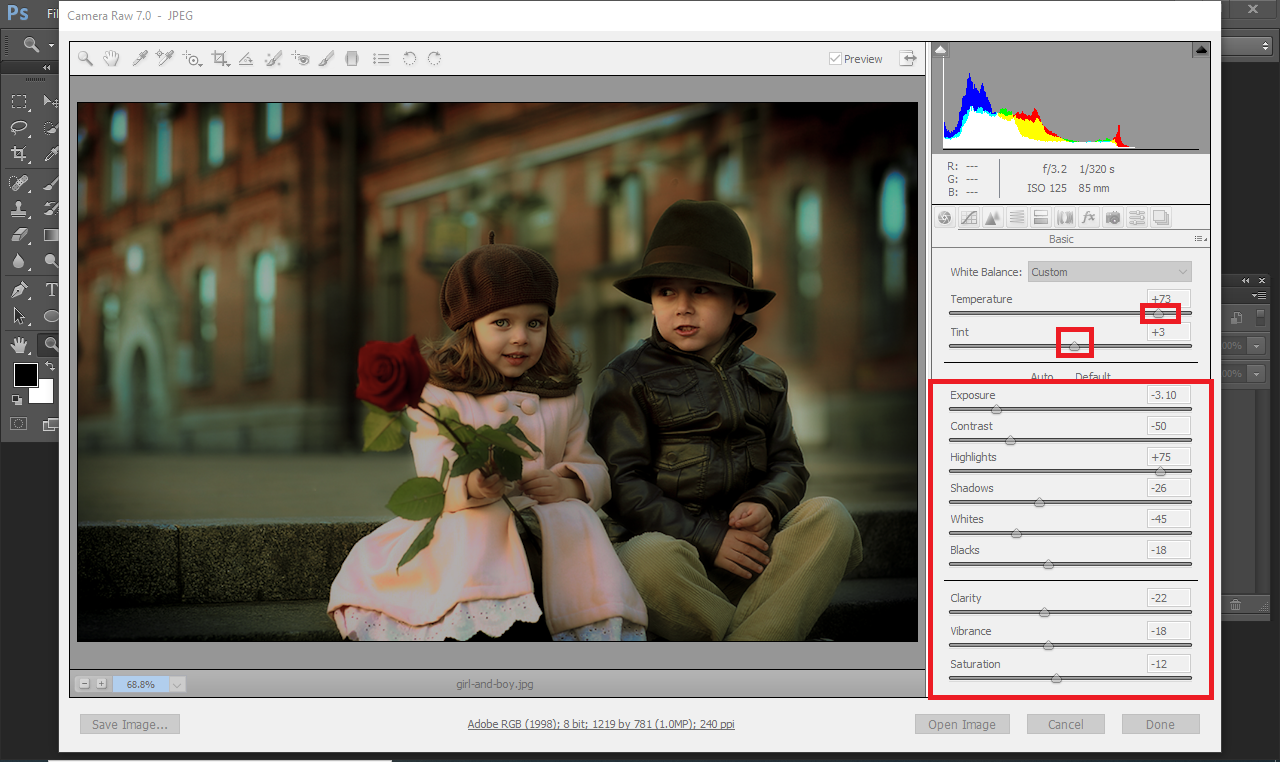 Ps
Fil
Camera Raw 7.0 - JPEG
Preview
R: ---
G: ---
B: ---
f/3.2 1/320 s
ISO 125 85 mm
fx
Basic
White Balance: Custom
Temperature +73
Tint +3
Auto Default
Exposure -3.10
Contrast -50
Highlights +75
Shadows -26
Whites -45
Blacks -18
Clarity -22
Vibrance -18
Saturation -12
T
00%
00%
68.8%
girl-and-boy.jpg
Save Image...
Adobe RGB (1998); 8 bit; 1219 by 781 (1.0MP); 240 ppi
Open Image
Cancel
Done